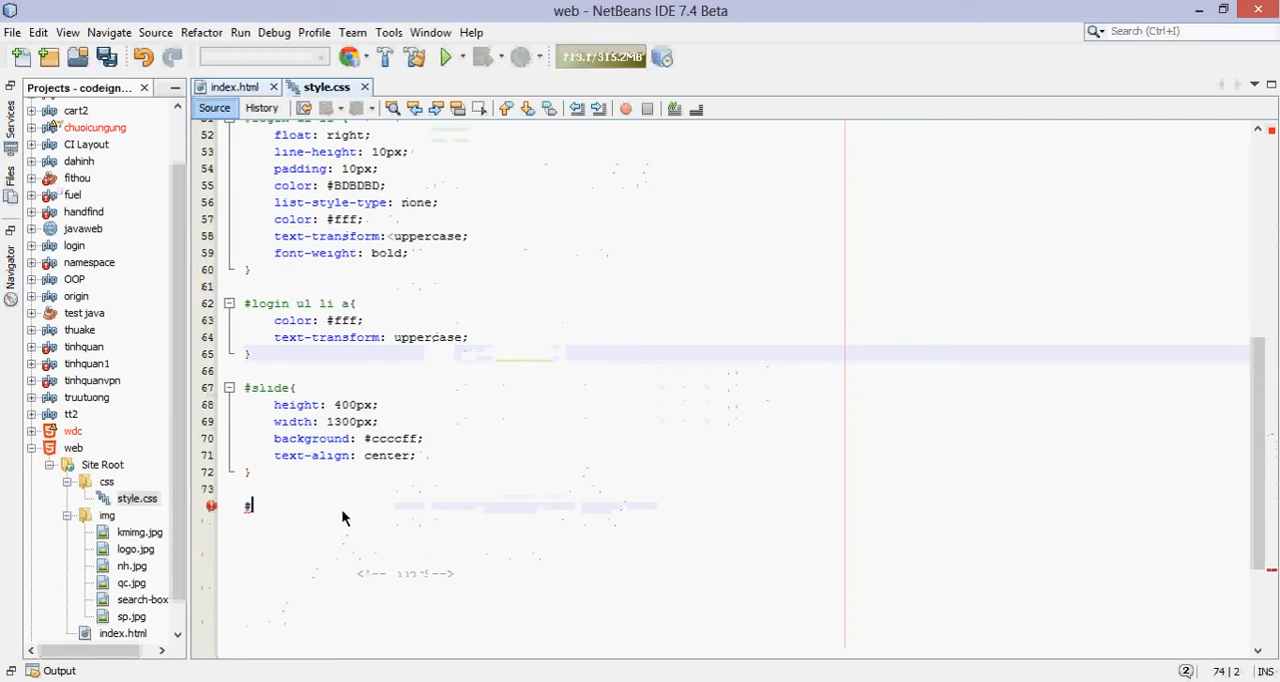 web - NetBeans IDE 7.4 Beta
File Edit View Navigate Source Refactor Run Debug Profile Team Tools Window Help
Search (Ctrl+I)
Projects - codeign...
index.html
style.css
Source History
Services
Files
Navigator
cart2
chuoicungung
CI Layout
dahinh
fithou
fuel
handfind
javaweb
login
namespace
OOP
origin
test java
thuake
tinhquan
tinhquan1
tinhquanvpn
truutuong
tt2
wdc
web
Site Root
css
style.css
img
kmimg.jpg
logo.jpg
nh.jpg
qc.jpg
search-box
sp.jpg
index.html
52 float: right;
53 line-height: 10px;
54 padding: 10px;
55 color: #BDBDBD;
56 list-style-type: none;
57 color: #fff;
58 text-transform: uppercase;
59 font-weight: bold;
60 }
61
62 #login ul li a{
63 color: #fff;
64 text-transform: uppercase;
65 }
66
67 #slide{
68 height: 400px;
69 width: 1300px;
70 background: #ccccff;
71 text-align: center;
72 }
73
#
Output
2
74 | 2
INS